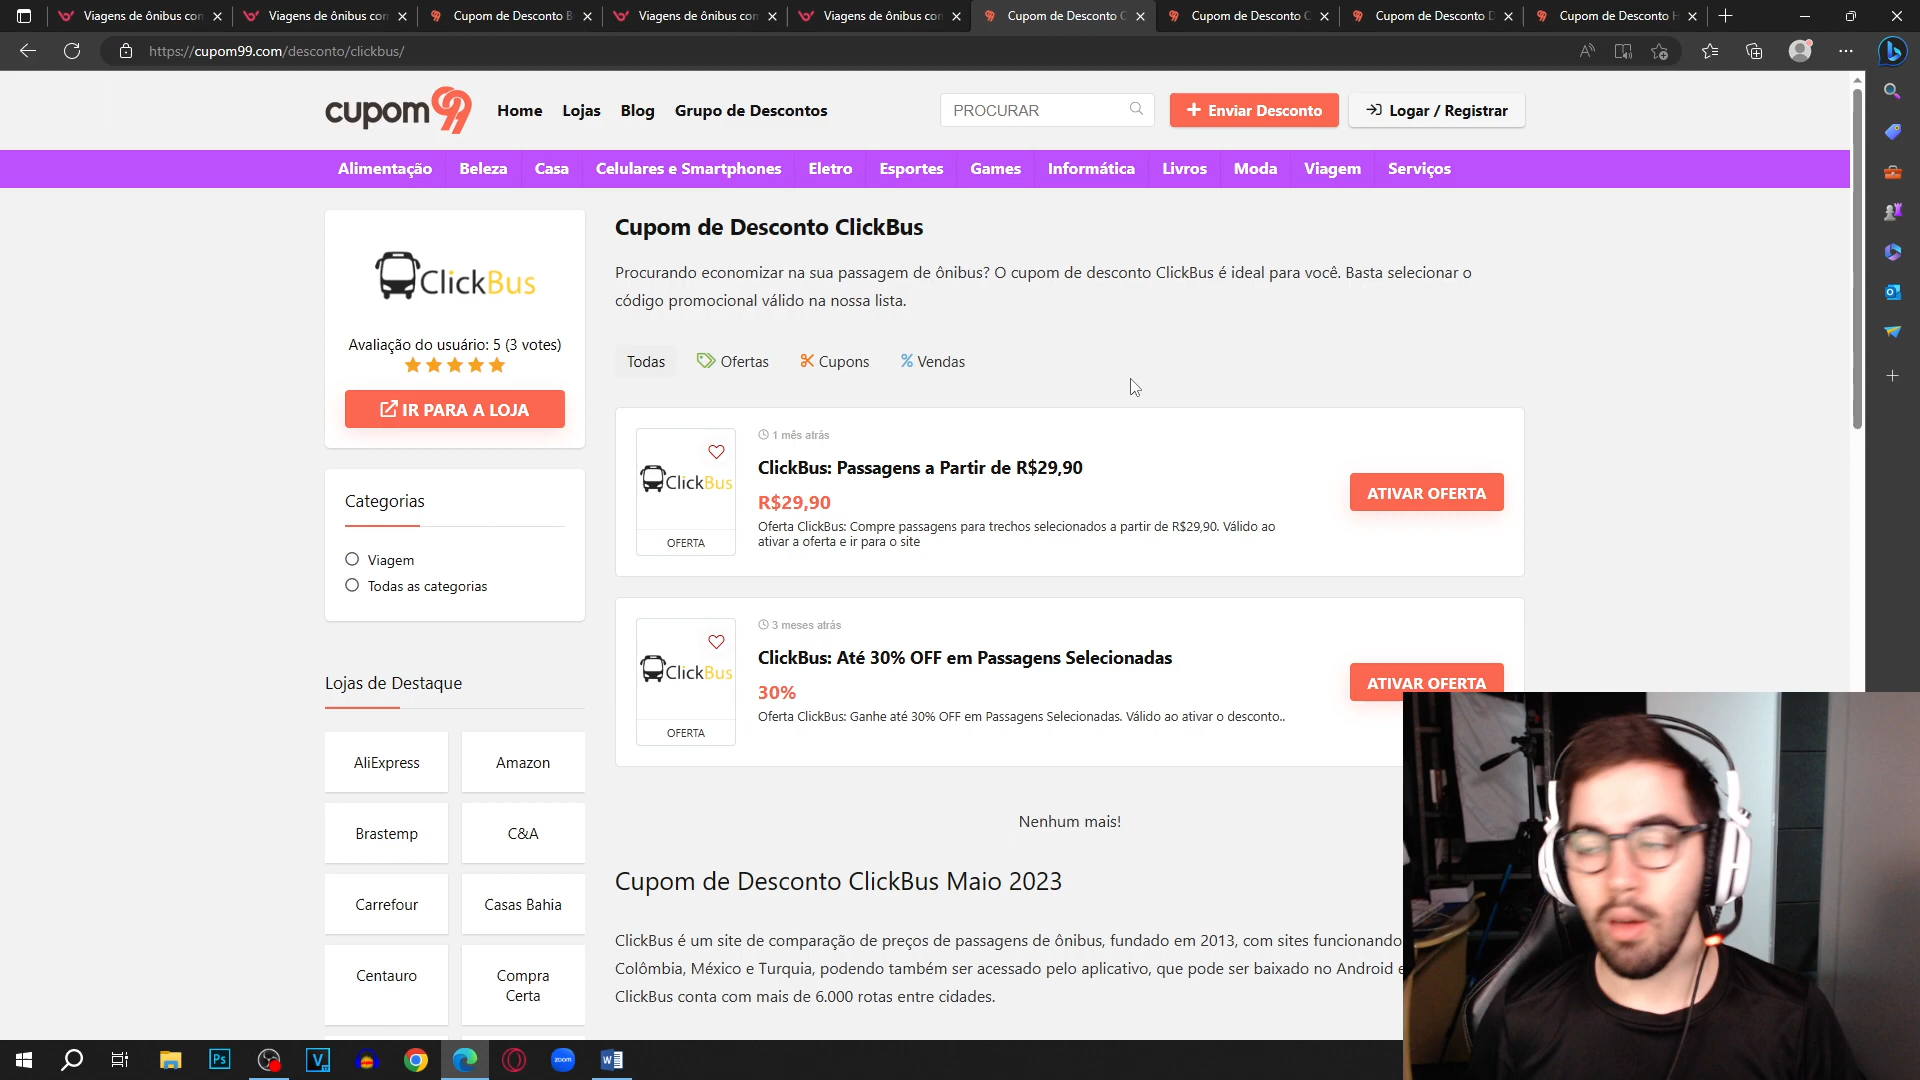 Viagens de ônibus con
Viagens de ônibus con
Cupom de Desconto B
Viagens de ônibus con
Viagens de ônibus con
Cupom de Desconto C
Cupom de Desconto C
Cupom de Desconto D
Cupom de Desconto H
https://cupom99.com/desconto/clickbus/
cupom99
Home
Lojas
Blog
Grupo de Descontos
PROCURAR
+ Enviar Desconto
Logar / Registrar
Alimentação
Beleza
Casa
Celulares e Smartphones
Eletro
Esportes
Games
Informática
Livros
Moda
Viagem
Serviços
ClickBus
Avaliação do usuário: 5 (3 votes)
IR PARA A LOJA
Categorias
Viagem
Todas as categorias
Lojas de Destaque
AliExpress
Amazon
Brastemp
C&A
Carrefour
Casas Bahia
Centauro
Compra
Certa
Cupom de Desconto ClickBus
Procurando economizar na sua passagem de ônibus? O cupom de desconto ClickBus é ideal para você. Basta selecionar o
código promocional válido na nossa lista.
Todas
Ofertas
Cupons
% Vendas
ClickBus
OFERTA
1 mês atrás
ClickBus: Passagens a Partir de R$29,90
R$29,90
Oferta ClickBus: Compre passagens para trechos selecionados a partir de R$29,90. Válido ao
ativar a oferta e ir para o site
ATIVAR OFERTA
ClickBus
OFERTA
3 meses atrás
ClickBus: Até 30% OFF em Passagens Selecionadas
30%
Oferta ClickBus: Ganhe até 30% OFF em Passagens Selecionadas. Válido ao ativar o desconto..
ATIVAR OFERTA
Nenhum mais!
Cupom de Desconto ClickBus Maio 2023
ClickBus é um site de comparação de preços de passagens de ônibus, fundado em 2013, com sites funcionando
Colômbia, México e Turquia, podendo também ser acessado pelo aplicativo, que pode ser baixado no Android e
ClickBus conta com mais de 6.000 rotas entre cidades.
Ps
V
zoom
W